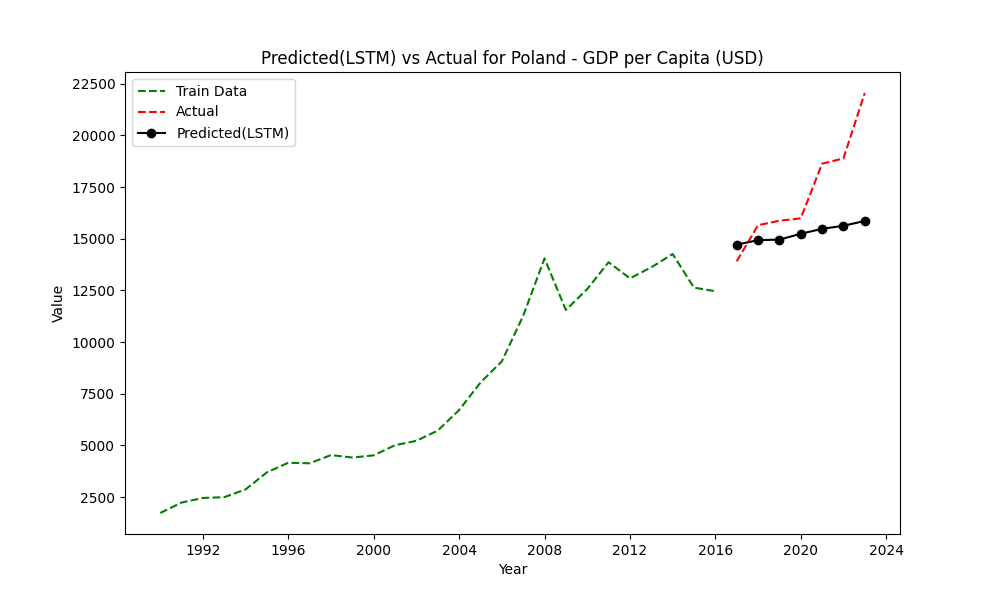 Predicted(LSTM) vs Actual for Poland - GDP per Capita (USD)
Train Data
Actual
Predicted(LSTM)
22500
20000
17500
15000
12500
10000
7500
5000
2500
Value
1992 1996 2000 2004 2008 2012 2016 2020 2024
Year